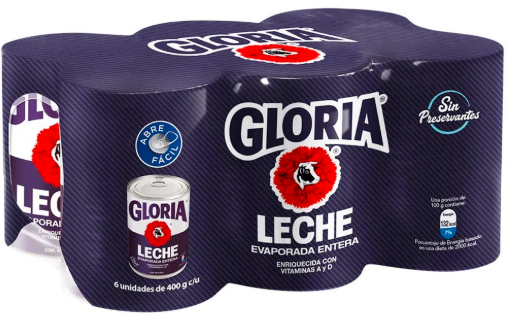 GLORIA
GLORIA®
LECHE
EVAPORADA ENTERA
ENRIQUECIDA CON
VITAMINAS A y D
ABRE
FÁCIL
GLORIA
LECHE
EVAPORADA ENTERA
6 unidades de 400 g c/u
Sin
Preservantes
Una porción de
100 g contiene:
Energía
132 kcal
7%
Porcentaje de Energía basado
en una dieta de 2000 kcal.
LECHE